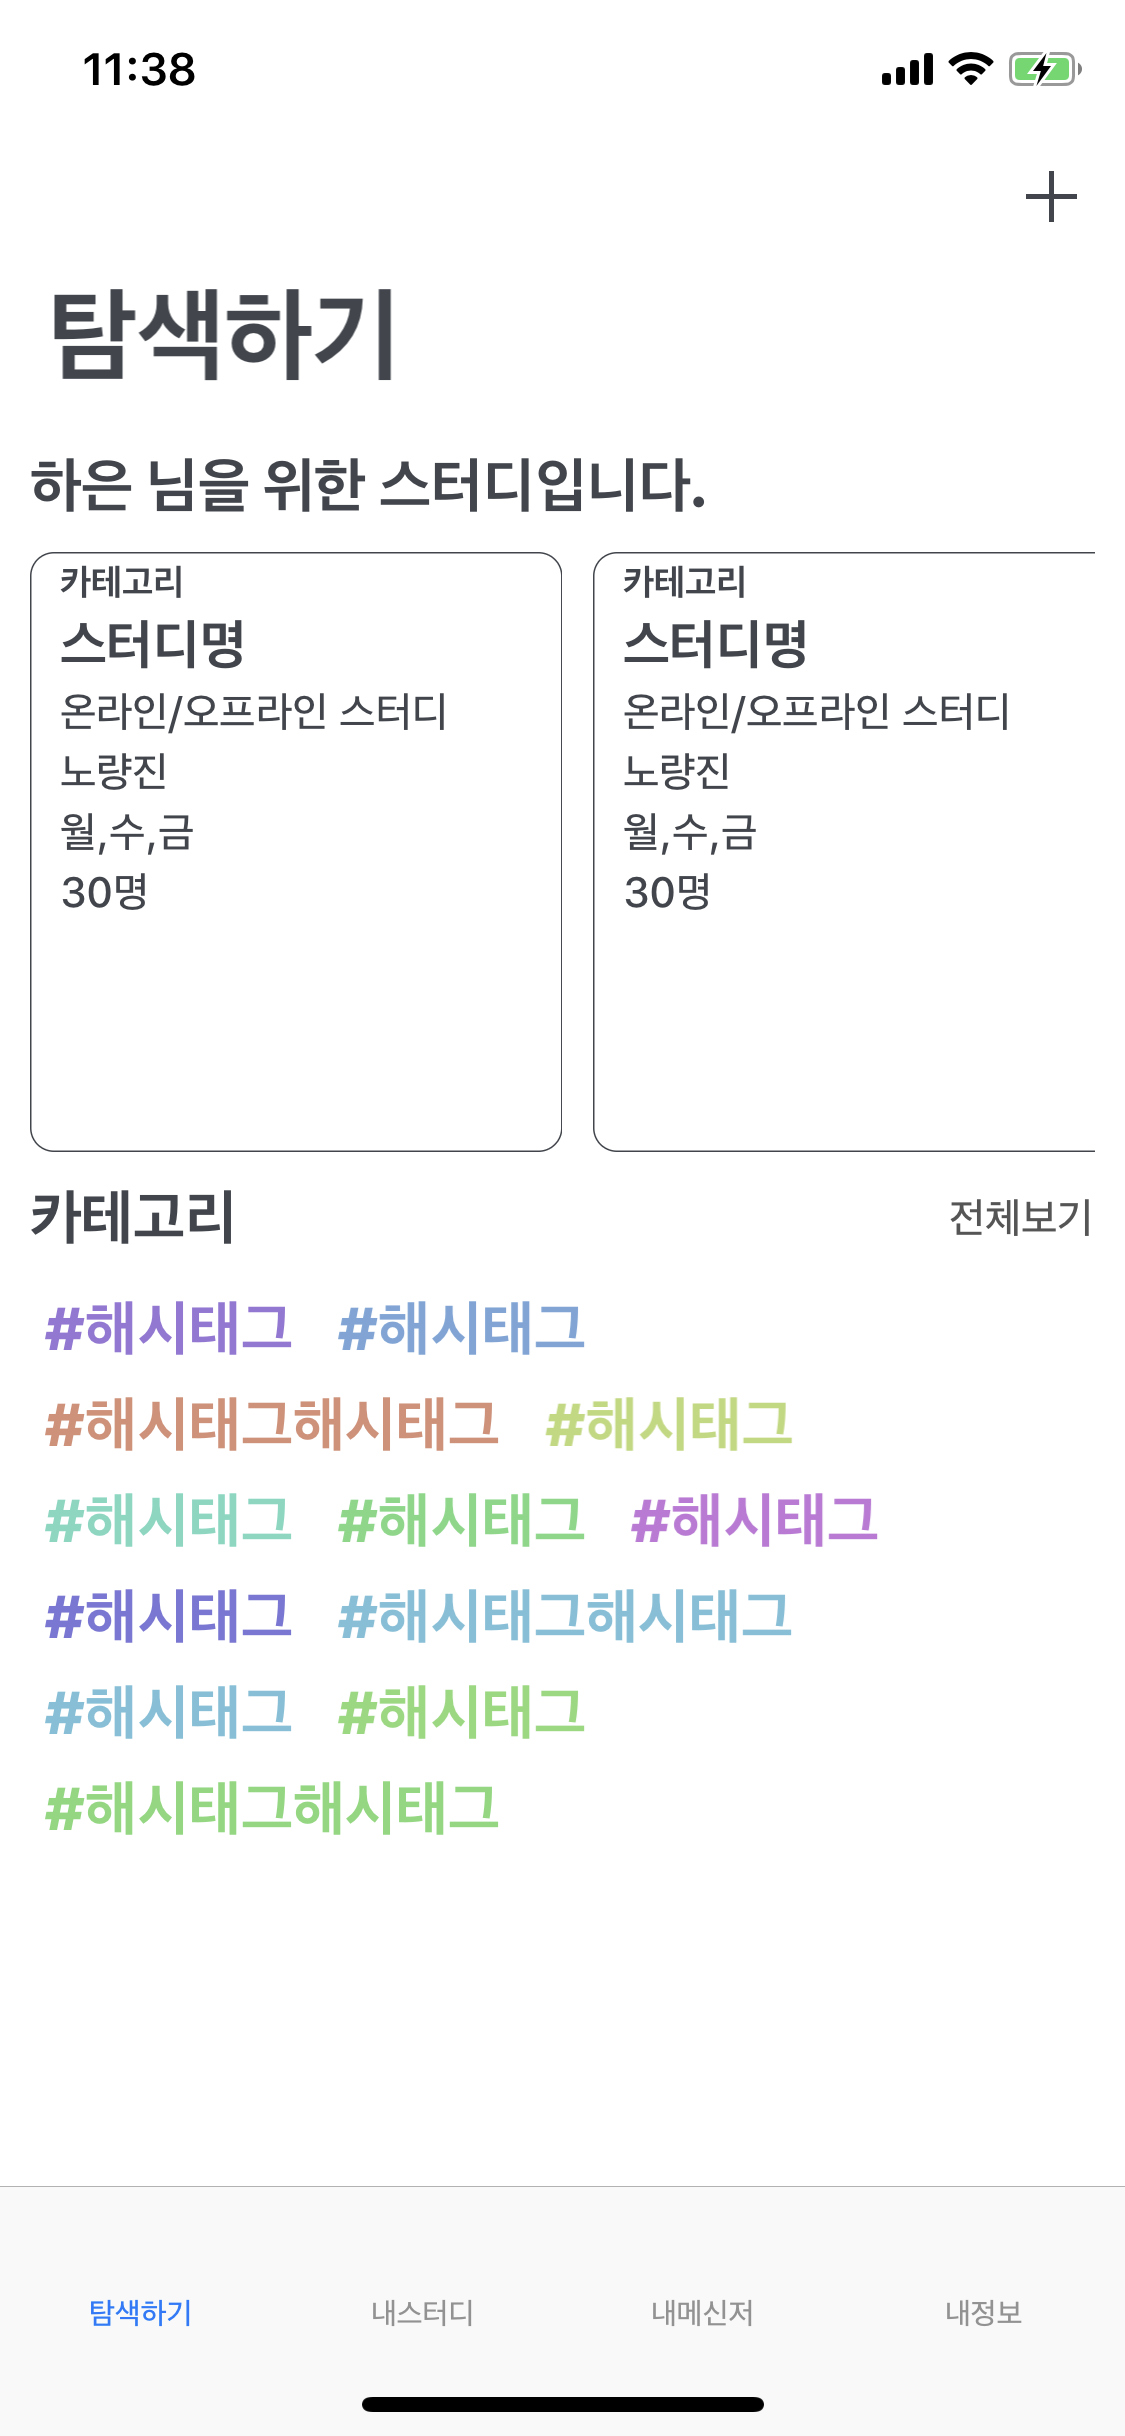 11:38
탐색하기
하은 님을 위한 스터디입니다.
카테고리
스터디명
온라인/오프라인 스터디
노량진
월,수,금
30명
카테고리
스터디명
온라인/오프라인 스터디
노량진
월,수,금
30명
카테고리 전체보기
#해시태그 #해시태그
#해시태그해시태그 #해시태그
#해시태그 #해시태그 #해시태그
#해시태그 #해시태그해시태그
#해시태그 #해시태그
#해시태그해시태그
탐색하기 내스터디 내메신저 내정보